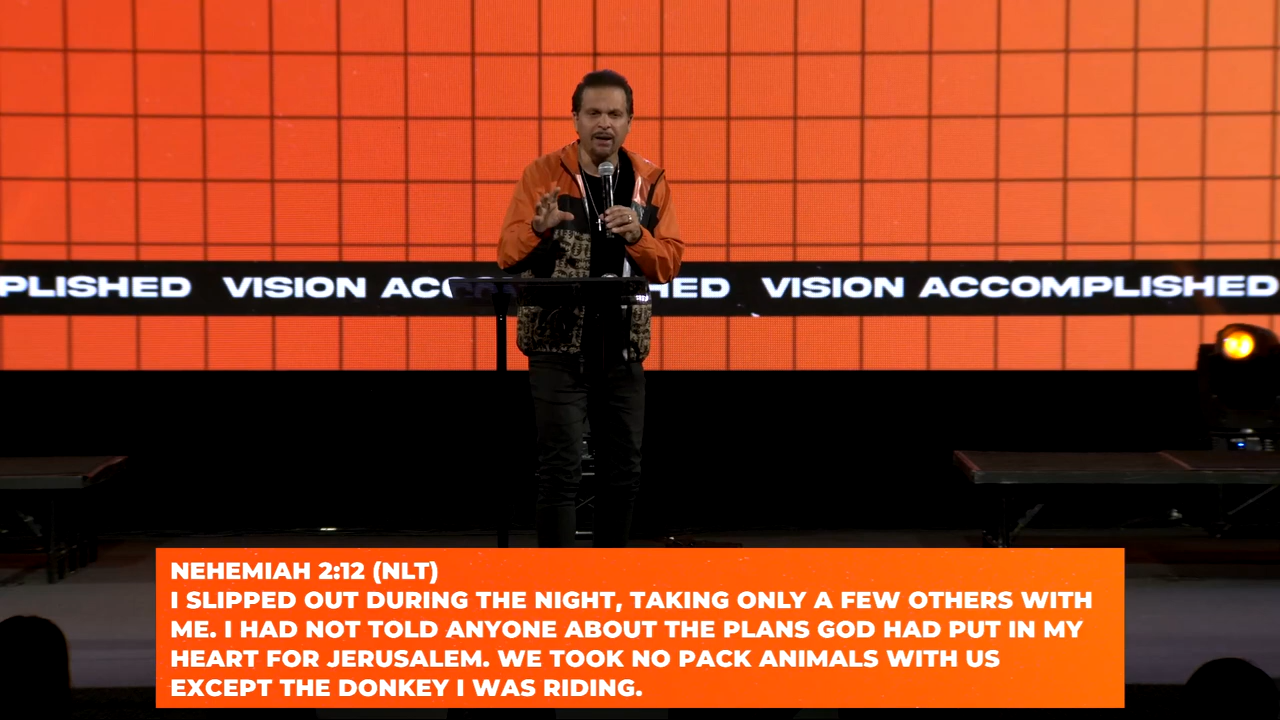 PLISHED VISION ACCOMPLISHED VISION ACCOMPLISHED
NEHEMIAH 2:12 (NLT)
I SLIPPED OUT DURING THE NIGHT, TAKING ONLY A FEW OTHERS WITH
ME. I HAD NOT TOLD ANYONE ABOUT THE PLANS GOD HAD PUT IN MY
HEART FOR JERUSALEM. WE TOOK NO PACK ANIMALS WITH US
EXCEPT THE DONKEY I WAS RIDING.